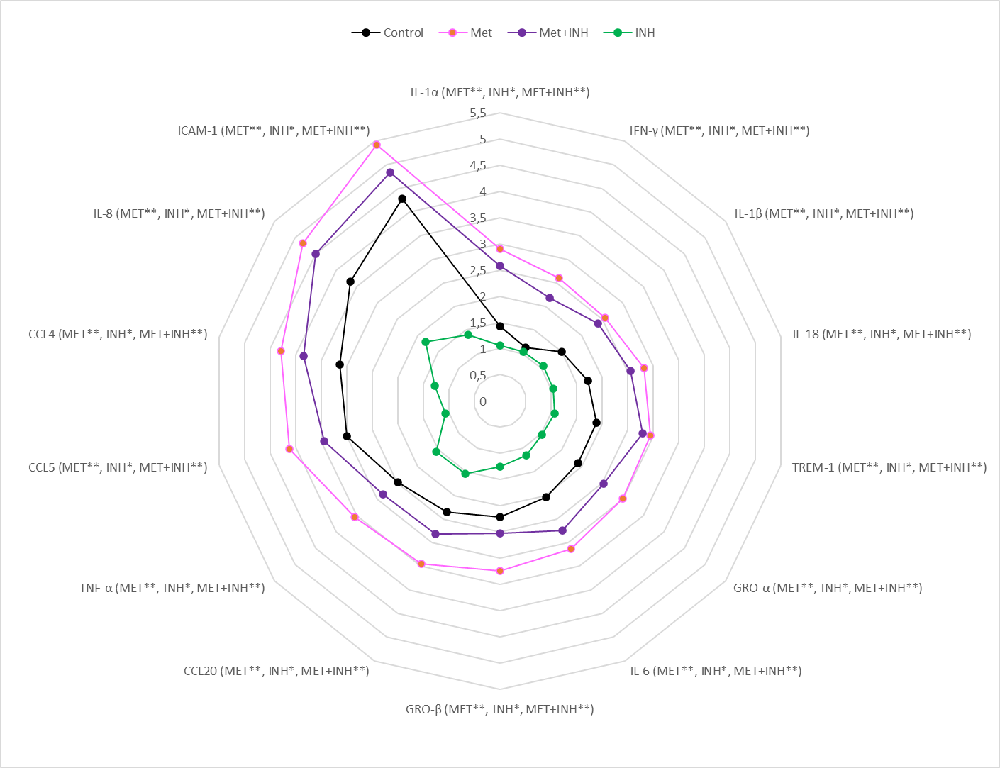 Control Met Met+INH INH
IL-1α (MET**, INH*, MET+INH**)
5,5
ICAM-1 (MET**, INH*, MET+INH**)
IFN-γ (MET**, INH*, MET+INH**)
5
4,5
4
IL-8 (MET**, INH*, MET+INH**)
IL-1β (MET**, INH*, MET+INH**)
3,5
3
2,5
2
1,5
CCL4 (MET**, INH*, MET+INH**)
IL-18 (MET**, INH*, MET+INH**)
1
0,5
0
CCL5 (MET**, INH*, MET+INH**)
TREM-1 (MET**, INH*, MET+INH**)
TNF-α (MET**, INH*, MET+INH**)
GRO-α (MET**, INH*, MET+INH**)
CCL20 (MET**, INH*, MET+INH**)
IL-6 (MET**, INH*, MET+INH**)
GRO-β (MET**, INH*, MET+INH**)